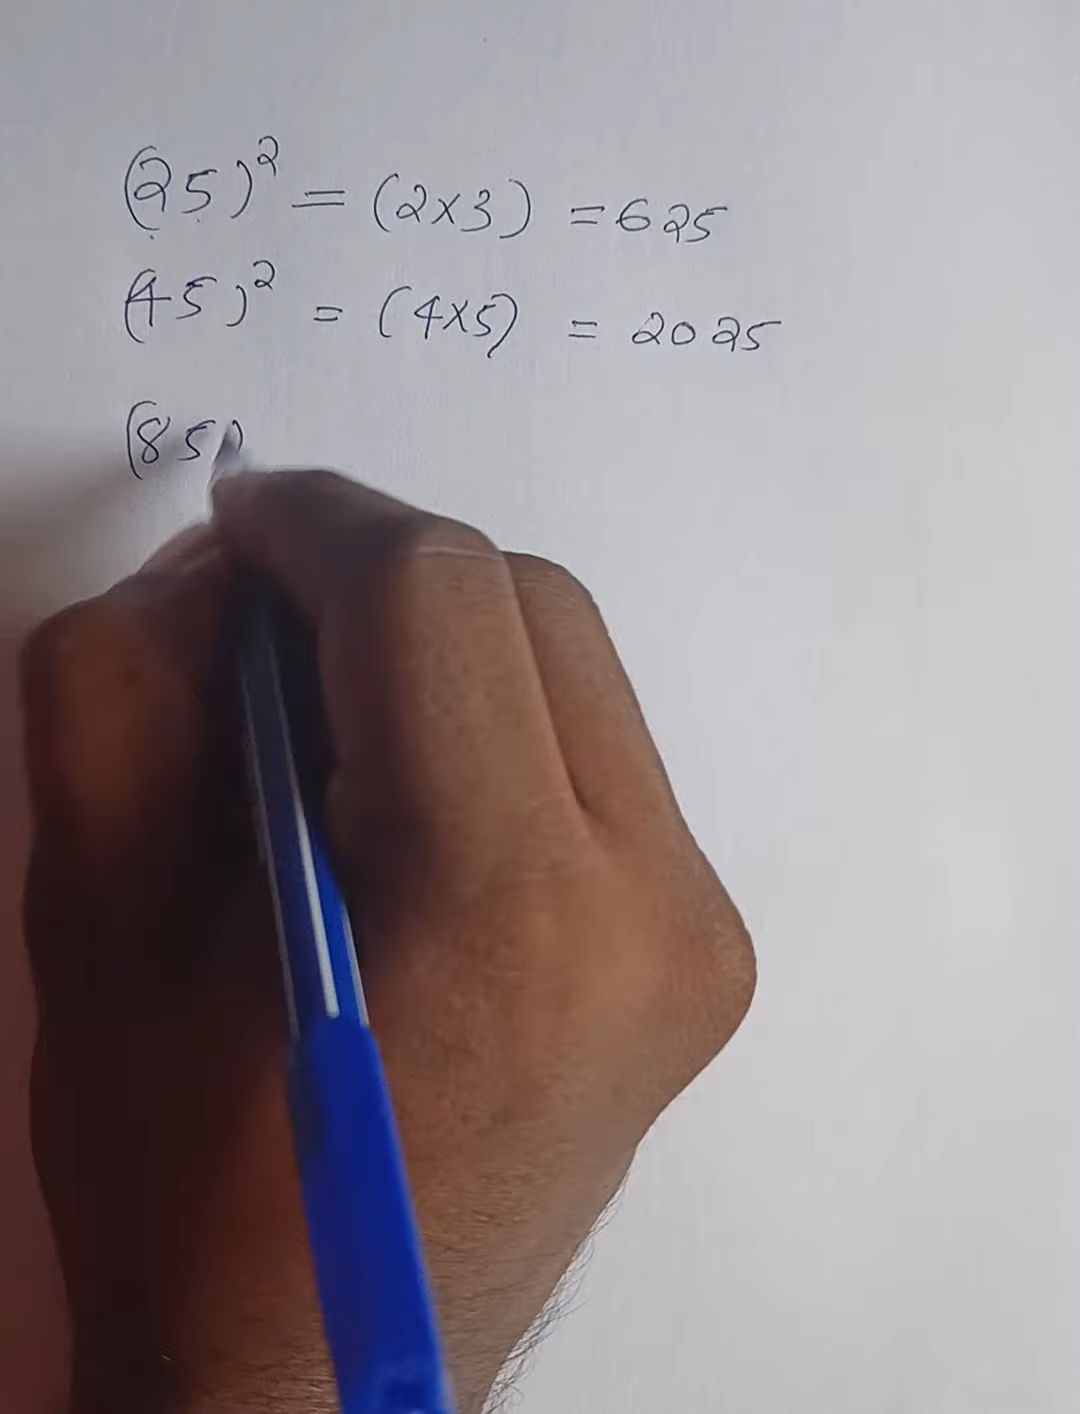 (25)² = (2×3) = 625
(45)² = (4×5) = 2025
(85)